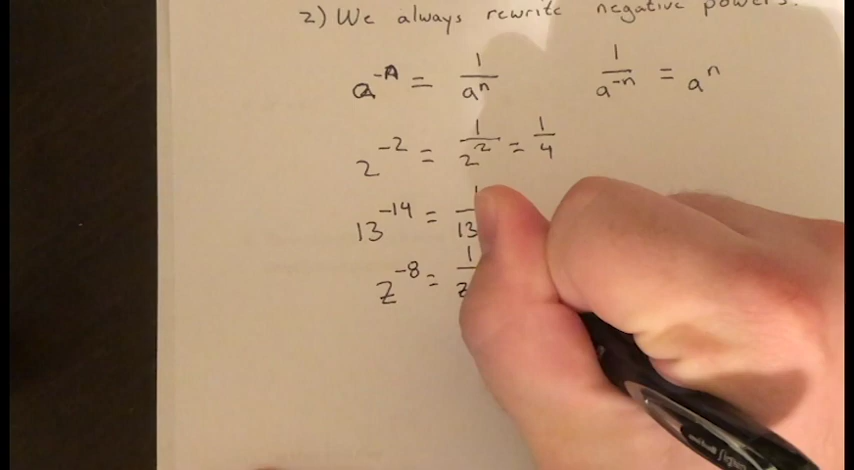 2) We always rewrite negative powers.
a^-n = 1/a^n 1/a^-n = a^n
2^-2 = 1/2^2 = 1/4
13^-14 = 1/13
z^-8 = 1/z